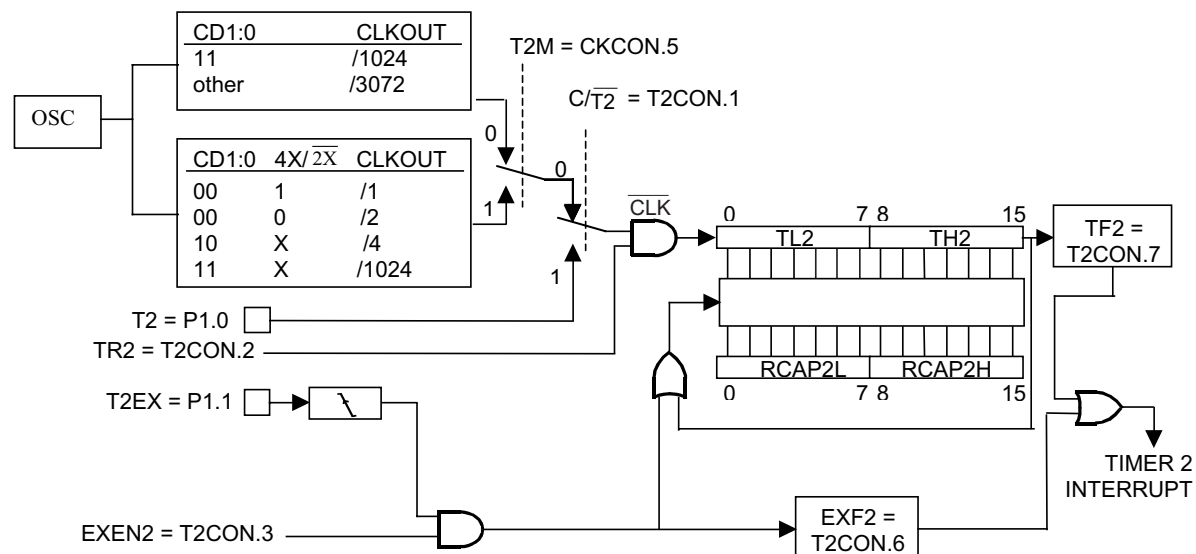 CD1:0 CLKOUT
11 /1024
other /3072
T2M = CKCON.5
C/T̅2̅ = T2CON.1
OSC
0
CD1:0 4X/2̅X̅ CLKOUT
00 1 /1
00 0 /2
10 X /4
11 X /1024
0
1
C̅L̅K̅
1
0 7 8 15
TL2 TH2
TF2 =
T2CON.7
T2 = P1.0
TR2 = T2CON.2
RCAP2L RCAP2H
0 7 8 15
T2EX = P1.1
TIMER 2
INTERRUPT
EXEN2 = T2CON.3
EXF2 =
T2CON.6